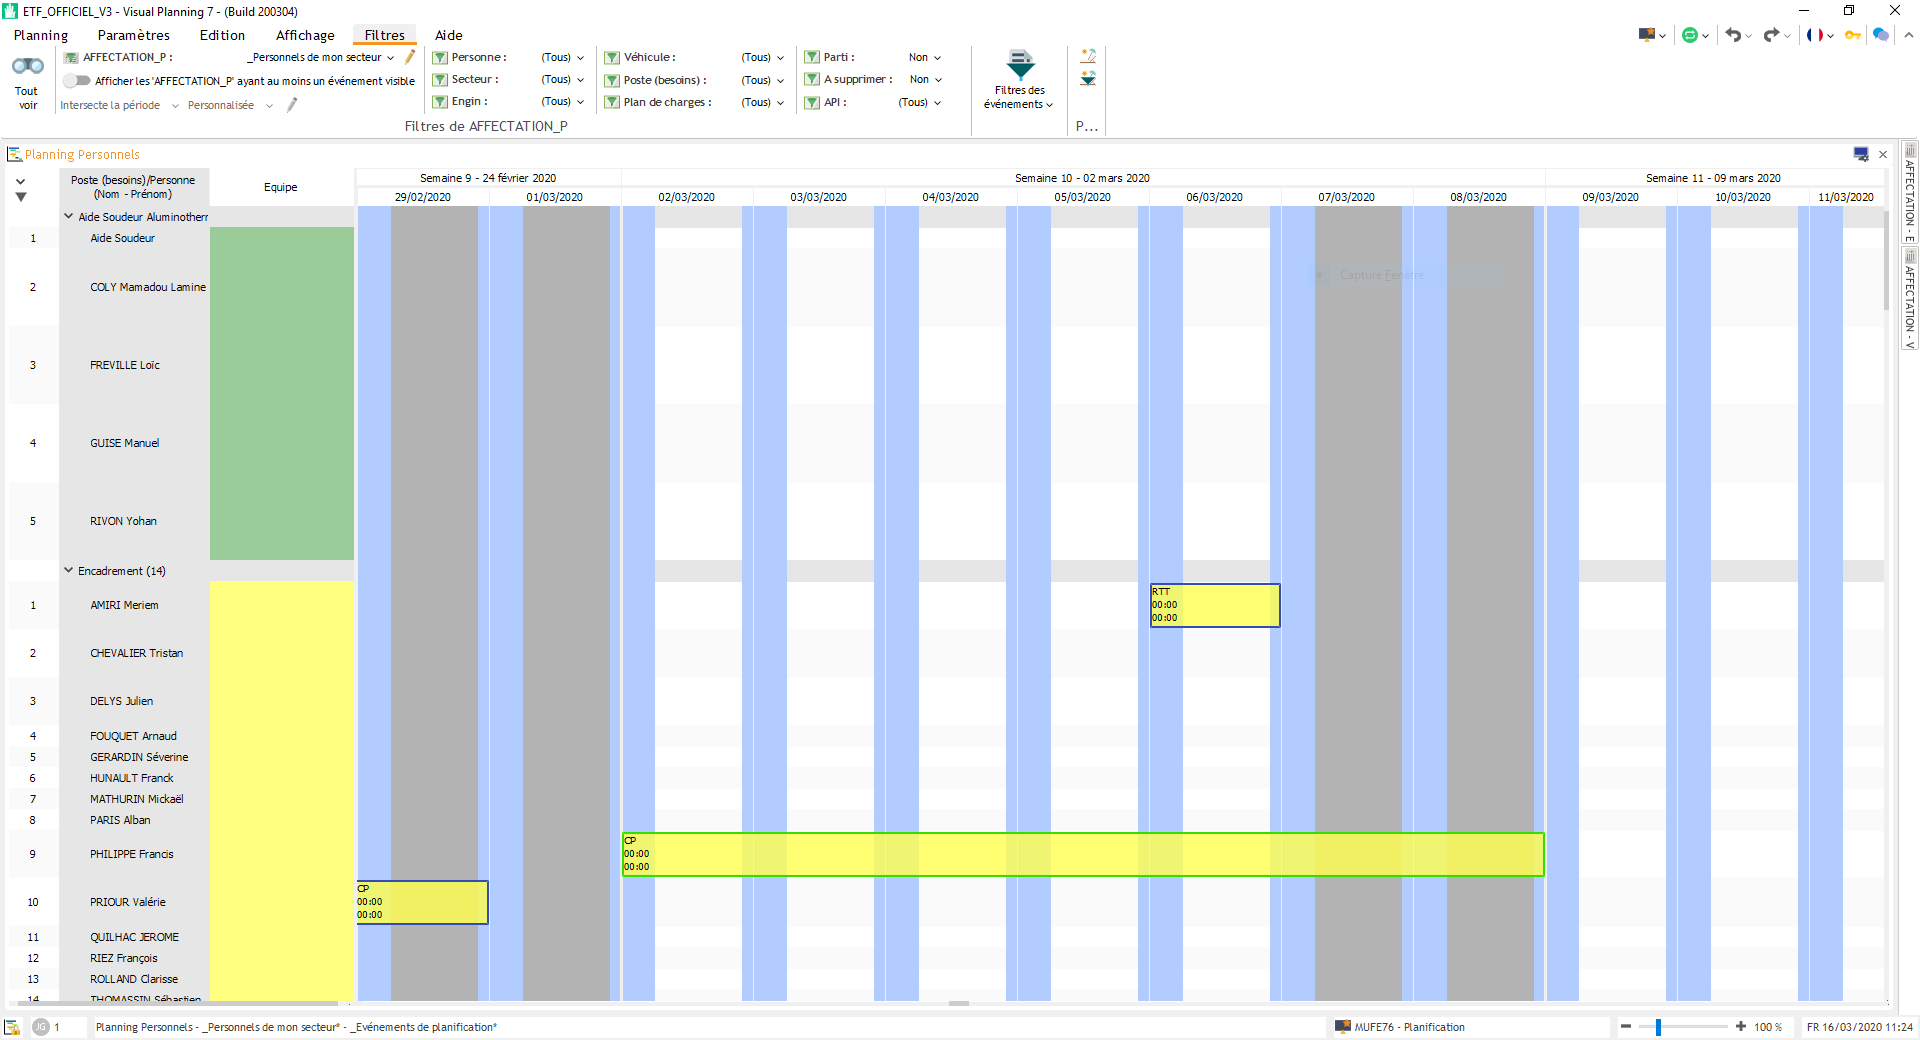 ETF_OFFICIEL_V3 - Visual Planning 7 - (Build 200304)
Planning Paramètres Edition Affichage Filtres Aide
Tout voir
AFFECTATION_P : _Personnels de mon secteur
Afficher les 'AFFECTATION_P' ayant au moins un événement visible
Intersecte la période Personnalisée
Personne : (Tous)
Secteur : (Tous)
Engin : (Tous)
Véhicule : (Tous)
Poste (besoins) : (Tous)
Plan de charges : (Tous)
Parti : Non
A supprimer : Non
API : (Tous)
Filtres de AFFECTATION_P
Filtres des
événements
P...
Planning Personnels
Poste (besoins)/Personne
(Nom - Prénom)
Equipe
Semaine 9 - 24 février 2020 Semaine 10 - 02 mars 2020 Semaine 11 - 09 mars 2020
29/02/2020 01/03/2020 02/03/2020 03/03/2020 04/03/2020 05/03/2020 06/03/2020 07/03/2020 08/03/2020 09/03/2020 10/03/2020 11/03/2020
Aide Soudeur Aluminotherr
1 Aide Soudeur
Capture Fenêtre
2 COLY Mamadou Lamine
3 FREVILLE Loïc
4 GUISE Manuel
5 RIVON Yohan
Encadrement (14)
1 AMIRI Meriem
RTT
00:00
00:00
2 CHEVALIER Tristan
3 DELYS Julien
4 FOUQUET Arnaud
5 GERARDIN Séverine
6 HUNAULT Franck
7 MATHURIN Mickaël
8 PARIS Alban
9 PHILIPPE Francis
CP
00:00
00:00
10 PRIOUR Valérie
CP
00:00
00:00
11 QUILHAC JEROME
12 RIEZ François
13 ROLLAND Clarisse
14 THOMASSIN Sébastien
AFFECTATION - E
AFFECTATION - V
JG 1 Planning Personnels - _Personnels de mon secteur* - _Evénements de planification* MUFE76 - Planification 100 % FR 16/03/2020 11:24